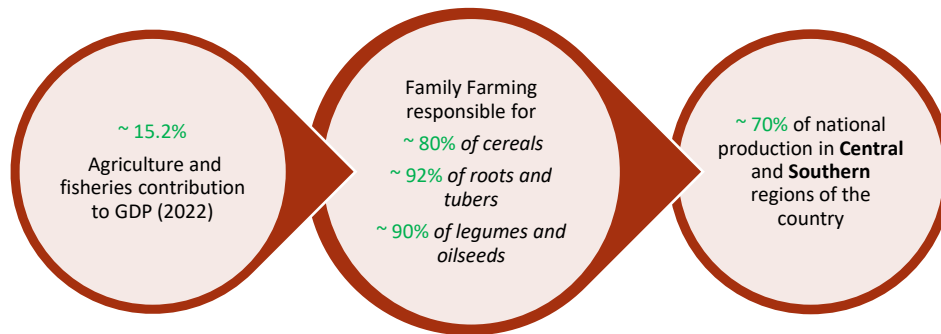 ~ 15.2%
Agriculture and
fisheries contribution
to GDP (2022)
Family Farming
responsible for
~ 80% of cereals
~ 92% of roots and
tubers
~ 90% of legumes and
oilseeds
~ 70% of national
production in Central
and Southern
regions of the
country